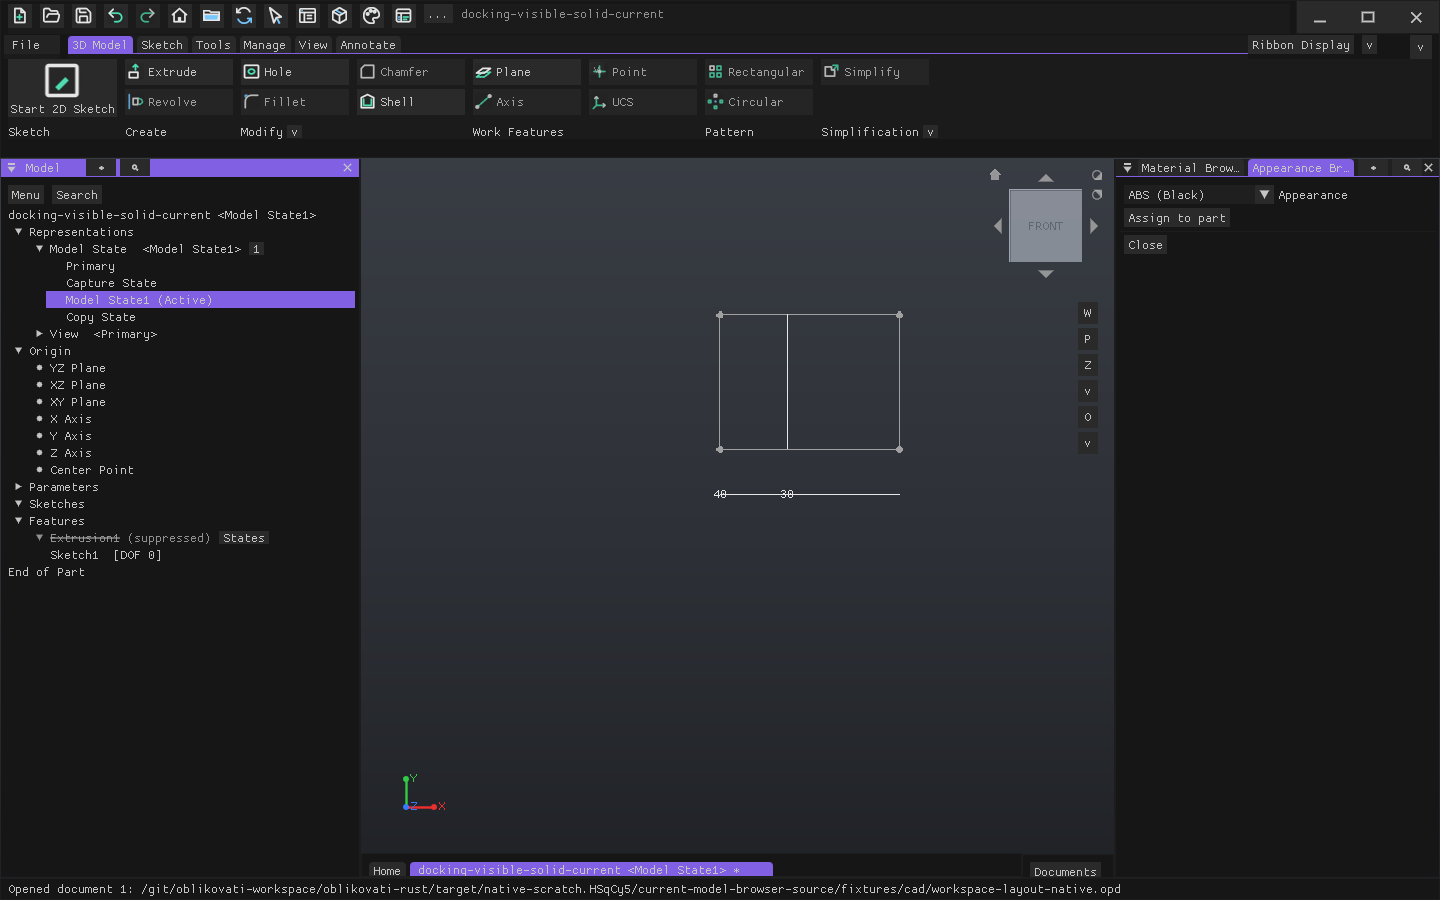 ... docking-visible-solid-current
File 3D Model Sketch Tools Manage View Annotate Ribbon Display v v
Extrude Hole Chamfer Plane Point Rectangular Simplify
Start 2D Sketch Revolve Fillet Shell Axis UCS Circular
Sketch Create Modify v Work Features Pattern Simplification v
Model
Menu Search
docking-visible-solid-current <Model State1>
Representations
Model State <Model State1> 1
Primary
Capture State
Model State1 (Active)
Copy State
View <Primary>
Origin
YZ Plane
XZ Plane
XY Plane
X Axis
Y Axis
Z Axis
Center Point
Parameters
Sketches
Features
Extrusion1 (suppressed) States
Sketch1 [DOF 0]
End of Part
FRONT
W
P
Z
v
O
v
40 30
Y
Z X
Material Brow… Appearance Br…
ABS (Black) Appearance
Assign to part
Close
Home docking-visible-solid-current <Model State1> * Documents
Opened document 1: /git/oblikovati-workspace/oblikovati-rust/target/native-scratch.HSqCy5/current-model-browser-source/fixtures/cad/workspace-layout-native.opd